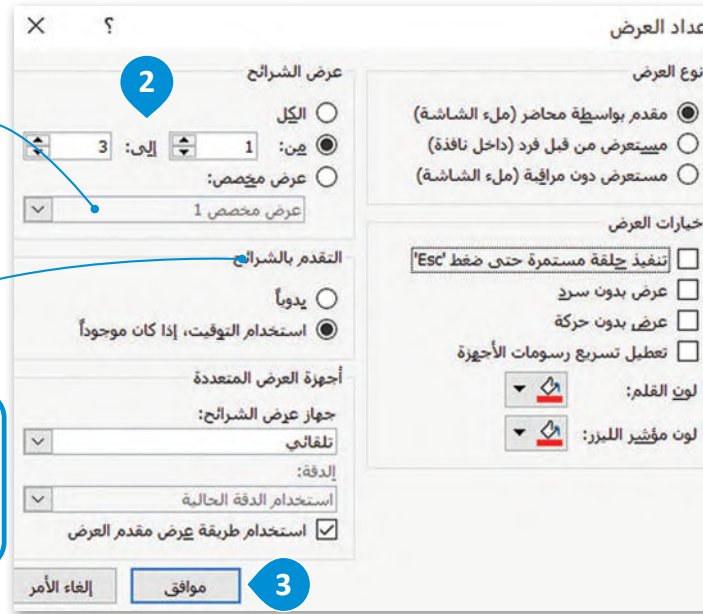 عداد العرض
؟
نوع العرض
مقدم بواسطة محاضر (ملء الشاشة)
مستعرض من قبل فرد (داخل نافذة)
مستعرض دون مراقبة (ملء الشاشة)
خيارات العرض
تنفيذ حلقة مستمرة حتى ضغط 'Esc'
عرض بدون سرد
عرض بدون حركة
تعطيل تسريع رسومات الأجهزة
لون القلم:
لون مؤشر الليزر:
عرض الشرائح
2
الكل
من: 1 إلى: 3
عرض مخصص:
عرض مخصص 1
التقدم بالشرائح
يدوياً
استخدام التوقيت، إذا كان موجوداً
أجهزة العرض المتعددة
جهاز عرض الشرائح:
تلقائي
الدقة:
استخدام الدقة الحالية
استخدام طريقة عرض مقدم العرض
3
موافق
إلغاء الأمر